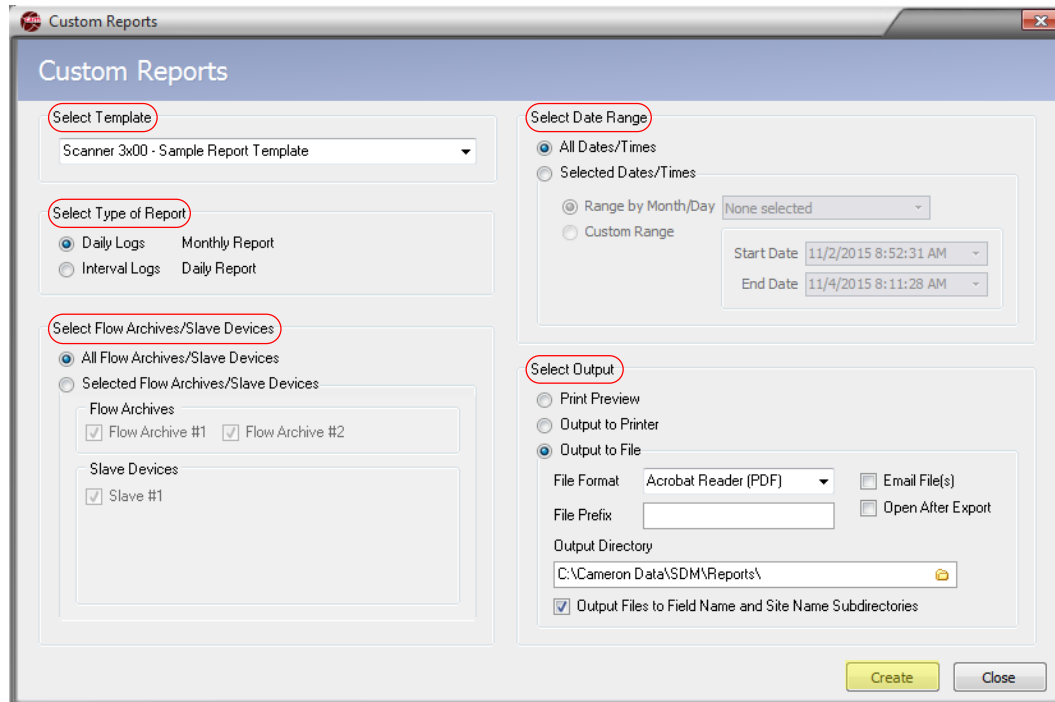 Custom Reports
Custom Reports
Select Template
Scanner 3x00 - Sample Report Template
Select Type of Report
Daily Logs Monthly Report
Interval Logs Daily Report
Select Flow Archives/Slave Devices
All Flow Archives/Slave Devices
Selected Flow Archives/Slave Devices
Flow Archives
Flow Archive #1 Flow Archive #2
Slave Devices
Slave #1
Select Date Range
All Dates/Times
Selected Dates/Times
Range by Month/Day None selected
Custom Range
Start Date 11/2/2015 8:52:31 AM
End Date 11/4/2015 8:11:28 AM
Select Output
Print Preview
Output to Printer
Output to File
File Format Acrobat Reader (PDF) Email File(s)
File Prefix Open After Export
Output Directory
C:\Cameron Data\SDM\Reports\
Output Files to Field Name and Site Name Subdirectories
Create Close